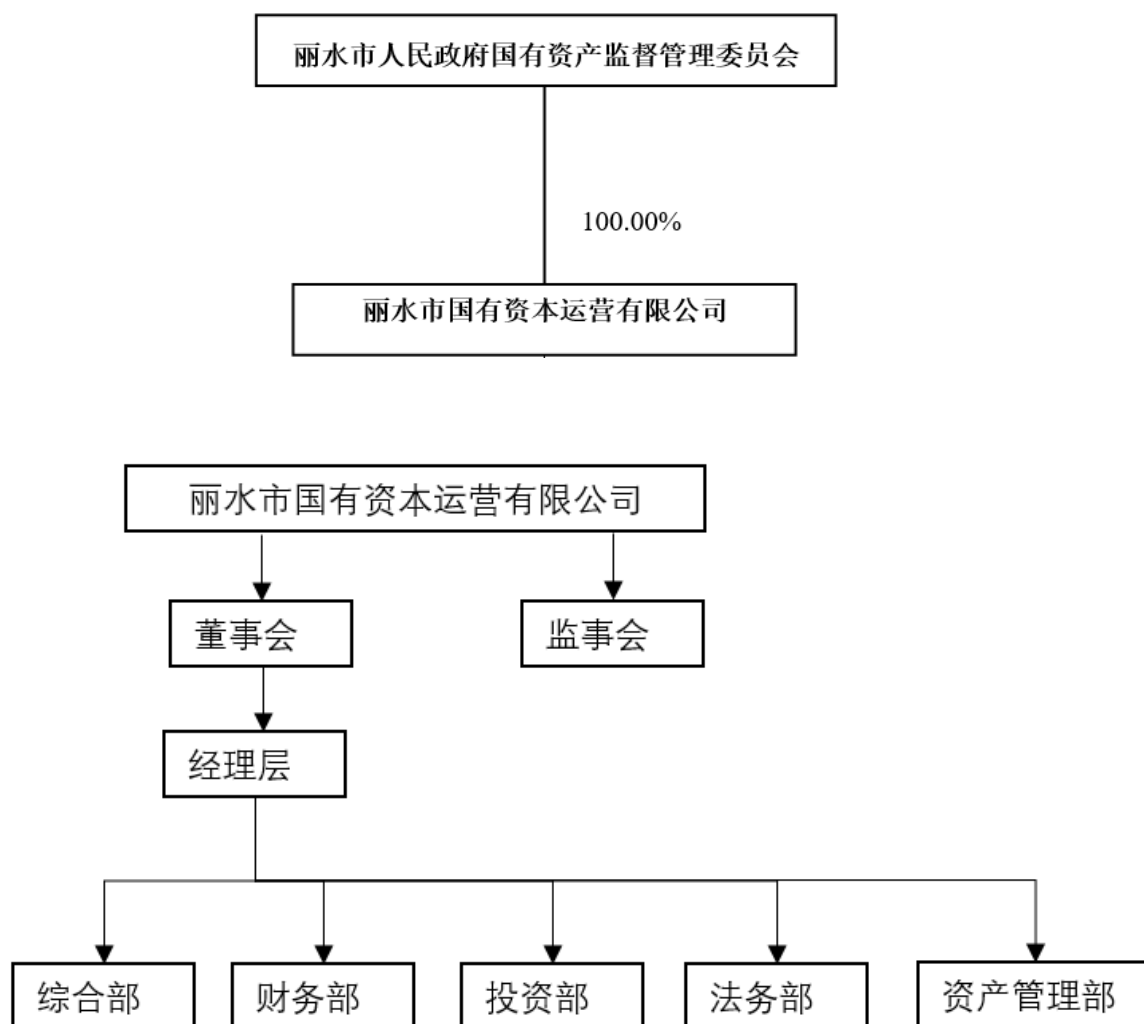 丽水市人民政府国有资产监督管理委员会
100.00%
丽水市国有资本运营有限公司
丽水市国有资本运营有限公司
董事会
监事会
经理层
综合部
财务部
投资部
法务部
资产管理部